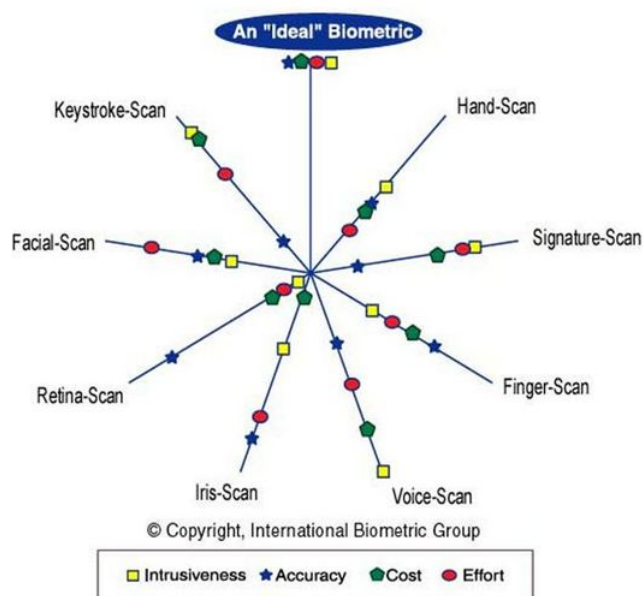 An "Ideal" Biometric
Keystroke-Scan
Hand-Scan
Facial-Scan
Signature-Scan
Retina-Scan
Finger-Scan
Iris-Scan
Voice-Scan
© Copyright, International Biometric Group
Intrusiveness Accuracy Cost Effort